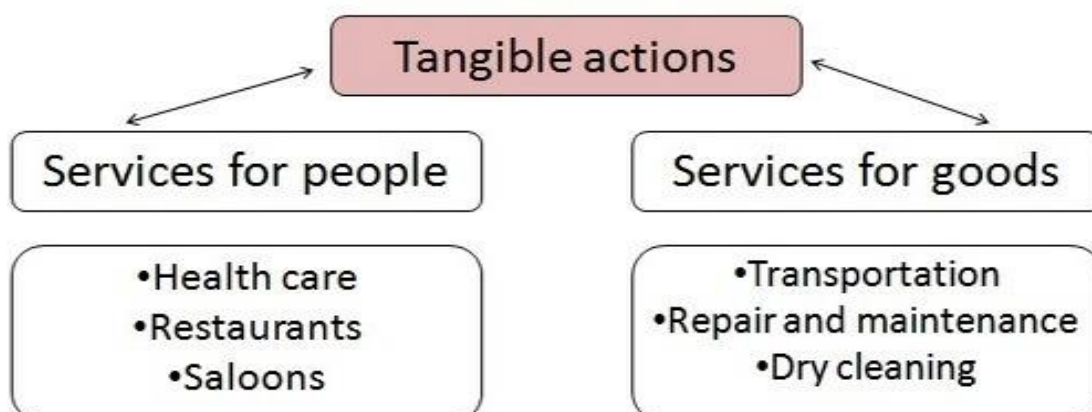 Tangible actions
Services for people
Services for goods
•Health care
•Restaurants
•Saloons
•Transportation
•Repair and maintenance
•Dry cleaning